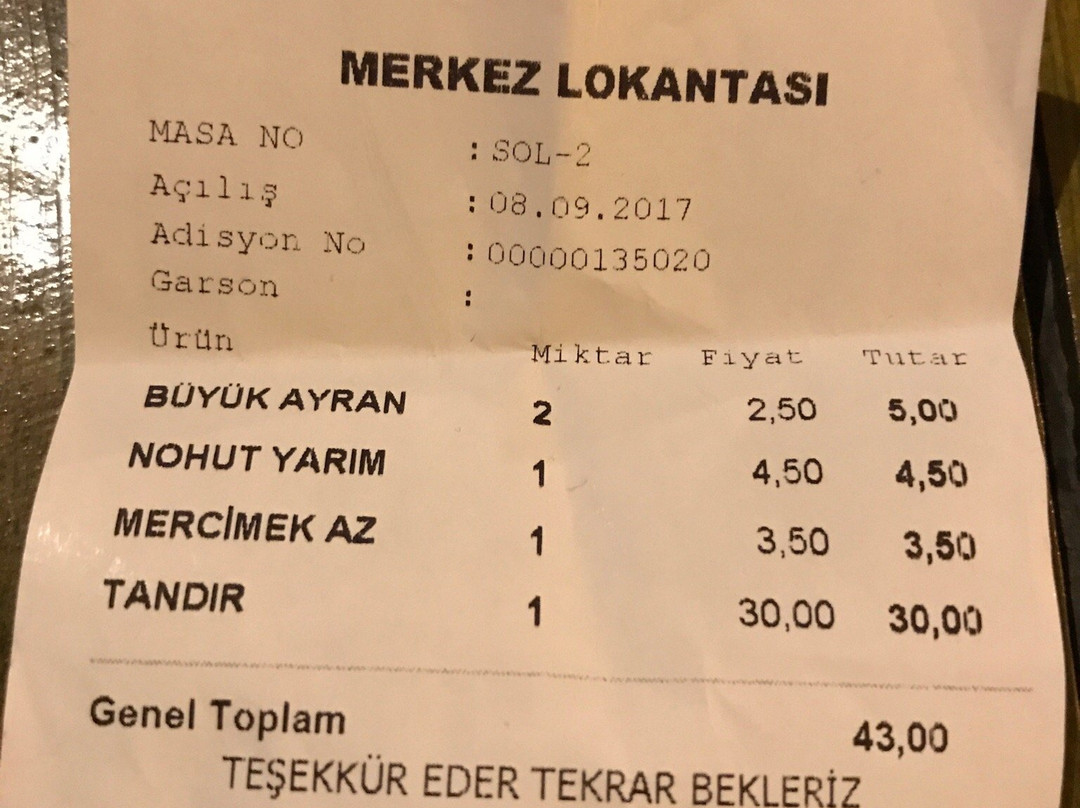 MERKEZ LOKANTASI
MASA NO : SOL-2
Açılış : 08.09.2017
Adisyon No : 00000135020
Garson :
Ürün Miktar Fiyat Tutar
BÜYÜK AYRAN 2 2,50 5,00
NOHUT YARIM 1 4,50 4,50
MERCİMEK AZ 1 3,50 3,50
TANDIR 1 30,00 30,00
Genel Toplam 43,00
TEŞEKKÜR EDER TEKRAR BEKLERİZ